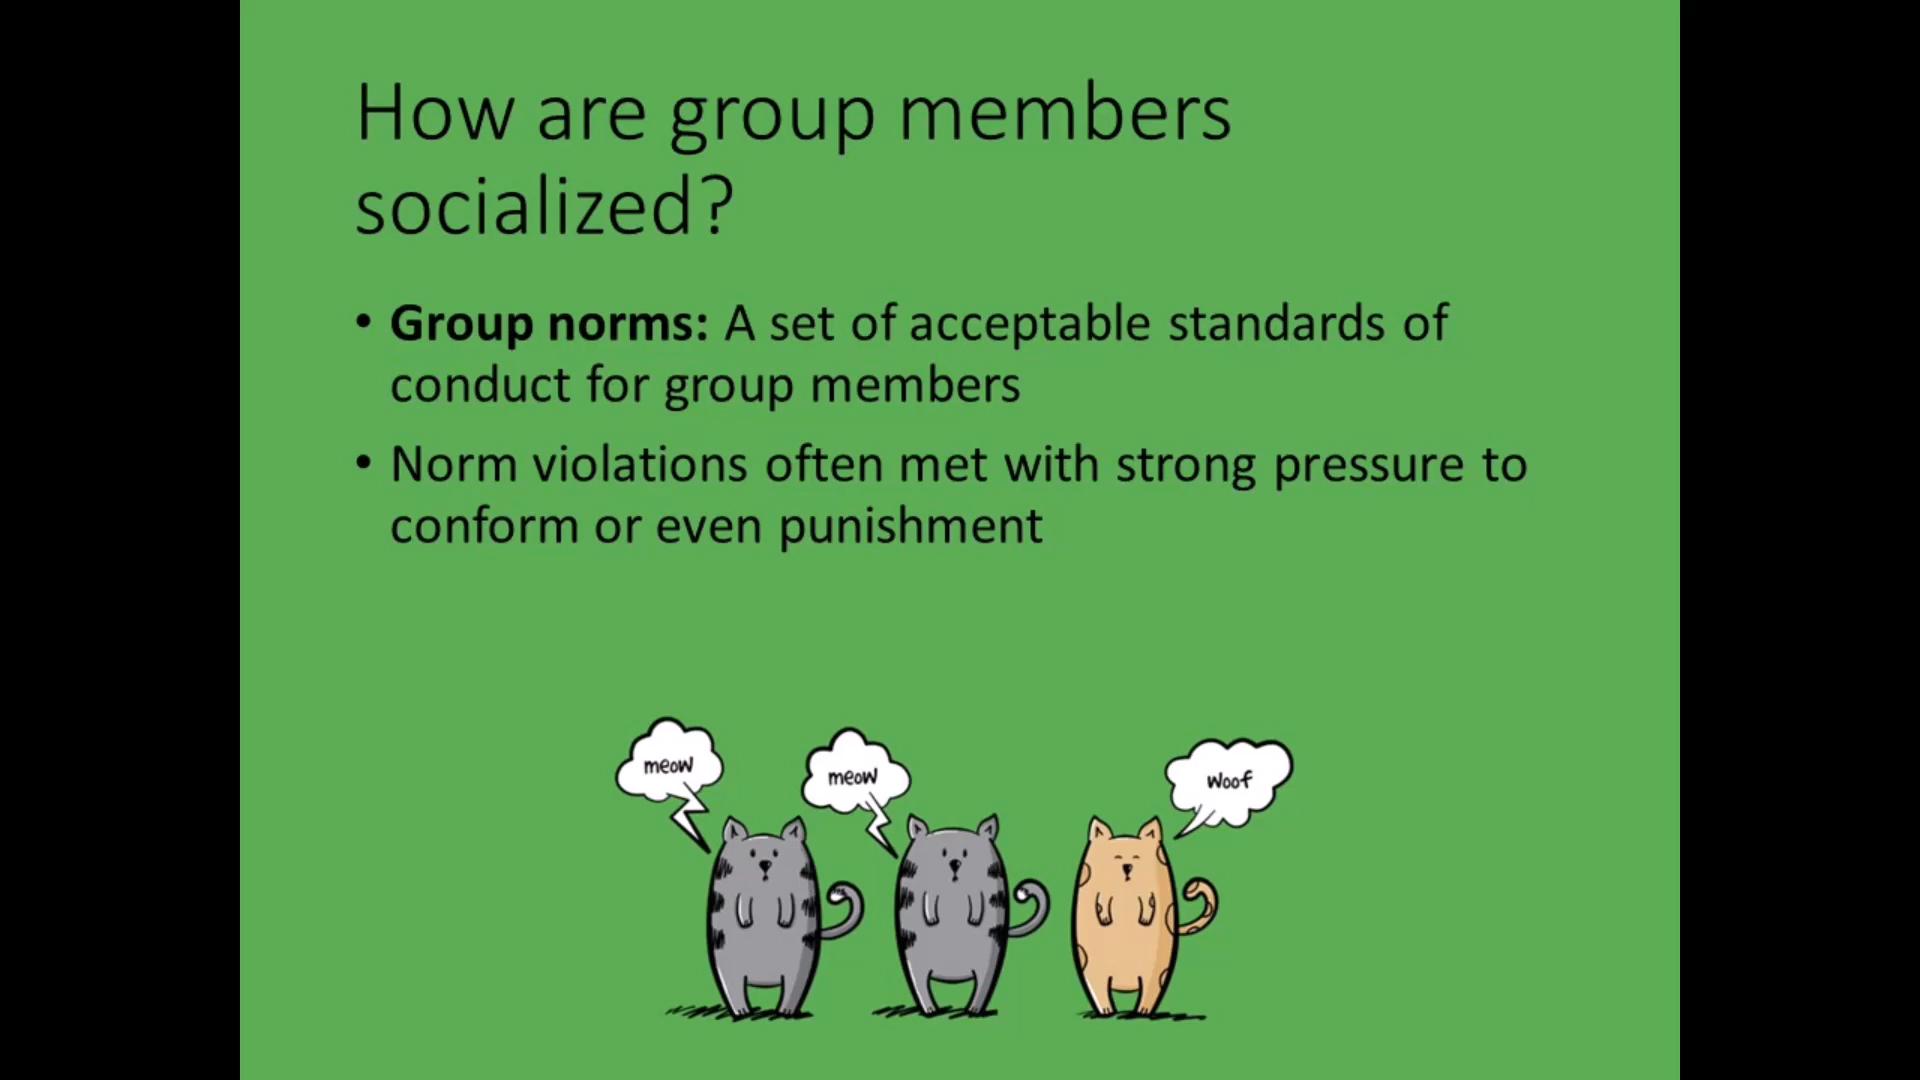 How are group members
socialized?
• Group norms: A set of acceptable standards of
conduct for group members
• Norm violations often met with strong pressure to
conform or even punishment
meow
meow
woof